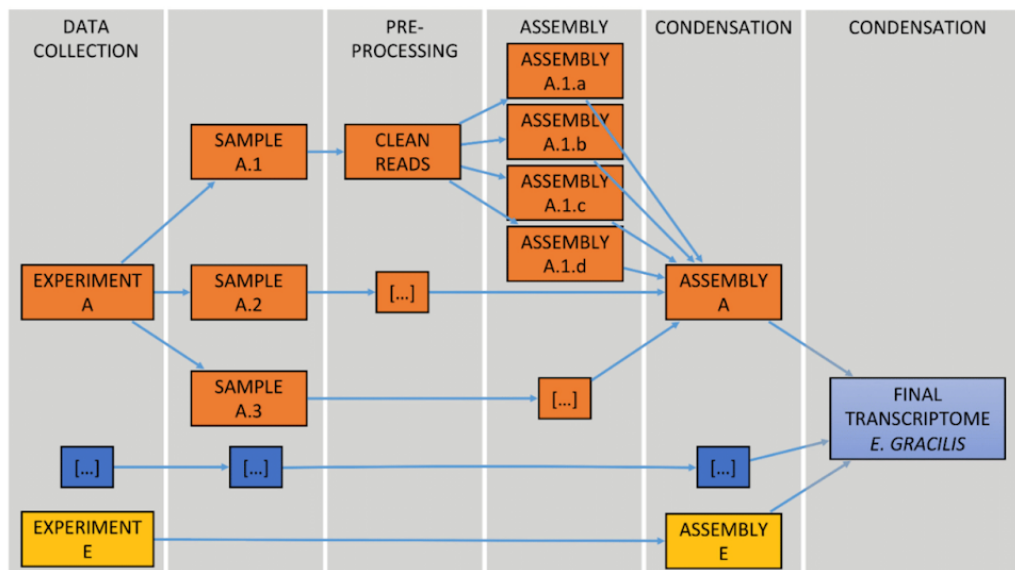 DATA
COLLECTION
PRE-
PROCESSING
ASSEMBLY
CONDENSATION
CONDENSATION
ASSEMBLY
A.1.a
SAMPLE
A.1
CLEAN
READS
ASSEMBLY
A.1.b
ASSEMBLY
A.1.c
ASSEMBLY
A.1.d
EXPERIMENT
A
SAMPLE
A.2
[...]
ASSEMBLY
A
SAMPLE
A.3
[...]
FINAL
TRANSCRIPTOME
E. GRACILIS
[...]
[...]
[...]
EXPERIMENT
E
ASSEMBLY
E